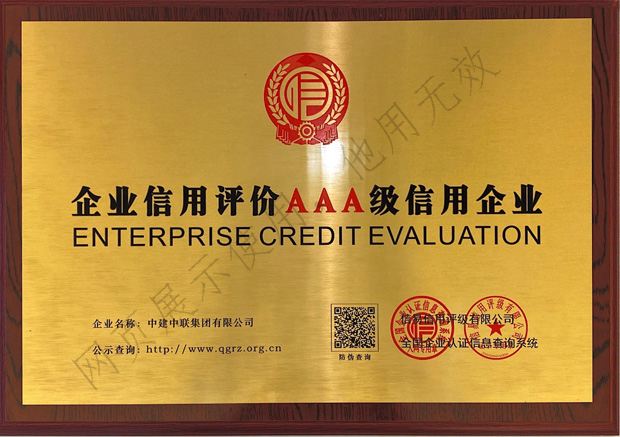 企业信用评价AAA级信用企业
ENTERPRISE CREDIT EVALUATION
企业名称：中建中联集团有限公司
公示查询：http://www.qgrz.org.cn
防伪查询
信易信用评级有限公司
全国企业认证信息查询系统
网页展示使用 他用无效